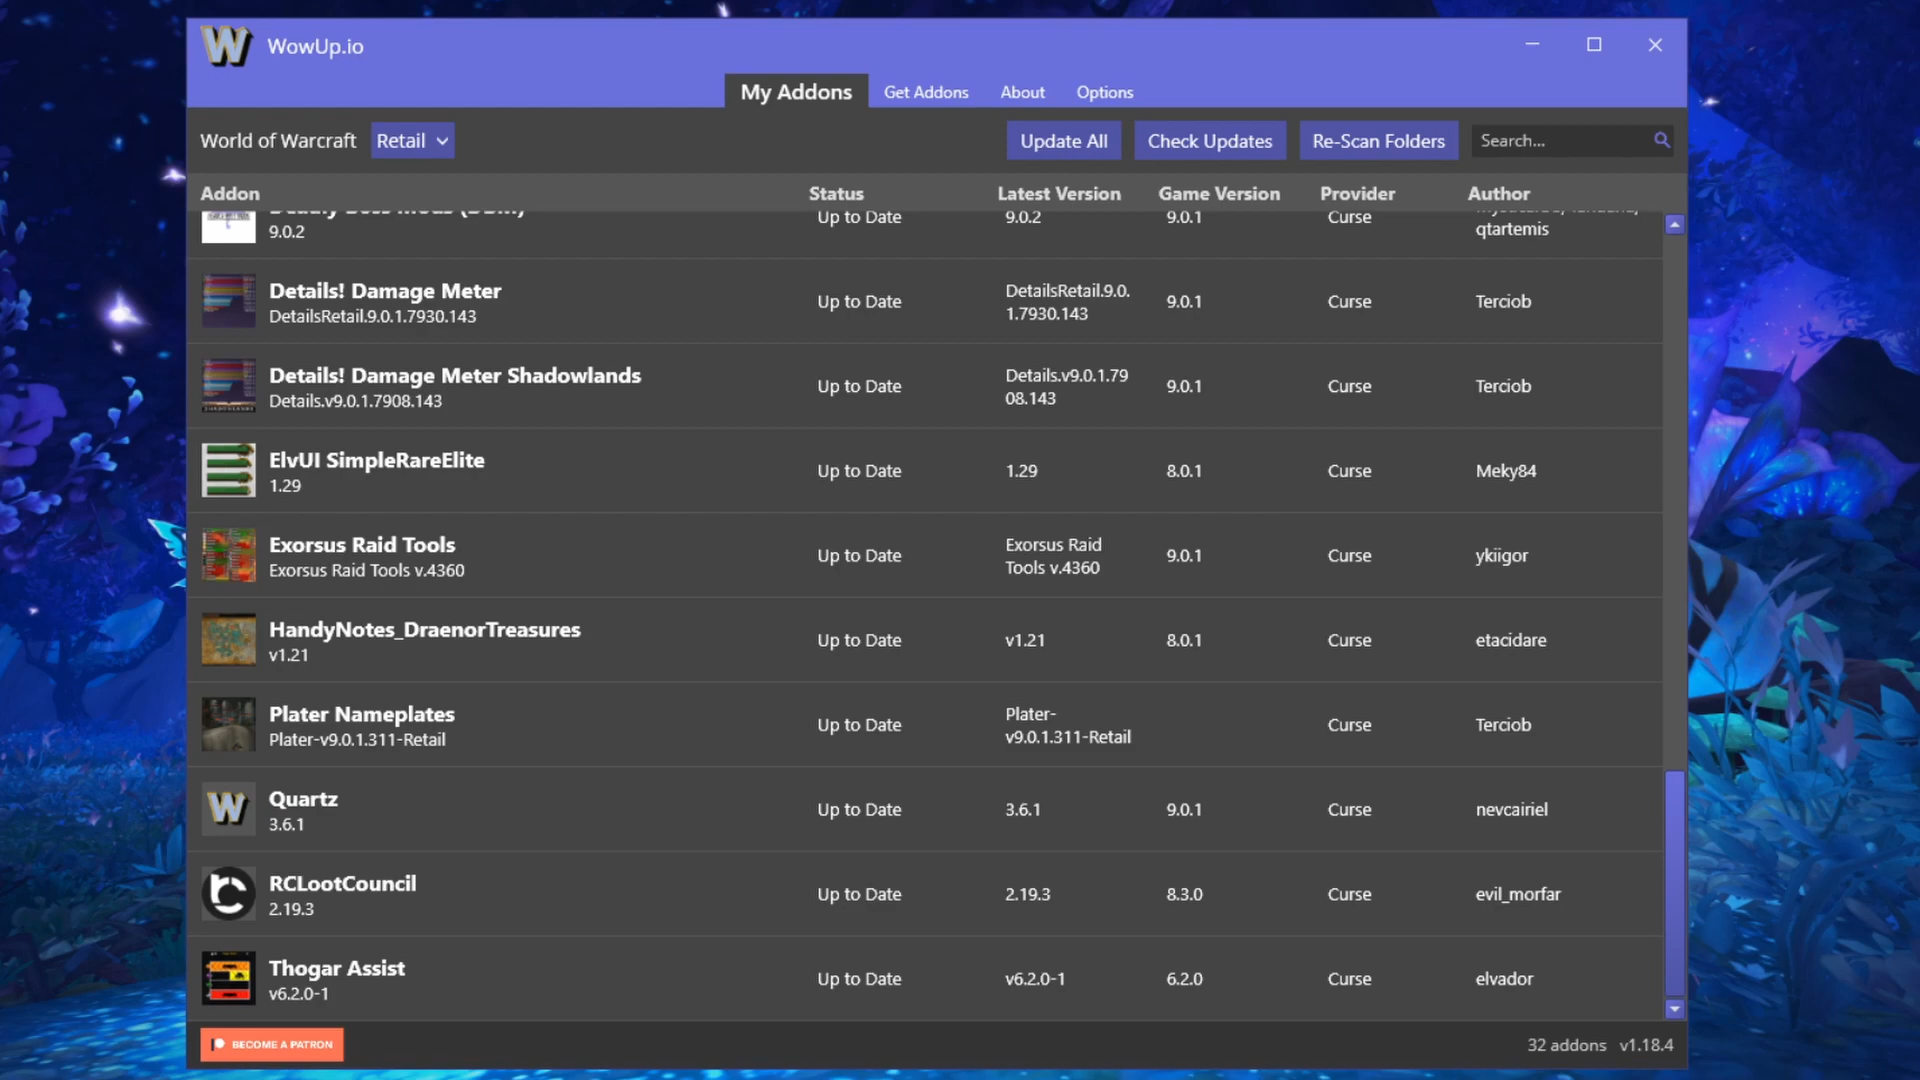 WowUp.io
My Addons Get Addons About Options
World of Warcraft Retail Update All Check Updates Re-Scan Folders Search...
Addon Status Latest Version Game Version Provider Author
Up to Date 9.0.2 9.0.1 Curse
9.0.2 qtartemis
Details! Damage Meter
DetailsRetail.9.0.1.7930.143
Up to Date
DetailsRetail.9.0.
1.7930.143
9.0.1 Curse Terciob
Details! Damage Meter Shadowlands
Details.v9.0.1.7908.143
Up to Date
Details.v9.0.1.79
08.143
9.0.1 Curse Terciob
ElvUI SimpleRareElite
1.29
Up to Date 1.29 8.0.1 Curse Meky84
Exorsus Raid Tools
Exorsus Raid Tools v.4360
Up to Date
Exorsus Raid
Tools v.4360
9.0.1 Curse ykiigor
HandyNotes_DraenorTreasures
v1.21
Up to Date v1.21 8.0.1 Curse etacidare
Plater Nameplates
Plater-v9.0.1.311-Retail
Up to Date
Plater-
v9.0.1.311-Retail
Curse Terciob
Quartz
3.6.1
Up to Date 3.6.1 9.0.1 Curse nevcairiel
RCLootCouncil
2.19.3
Up to Date 2.19.3 8.3.0 Curse evil_morfar
Thogar Assist
v6.2.0-1
Up to Date v6.2.0-1 6.2.0 Curse elvador
BECOME A PATRON 32 addons v1.18.4